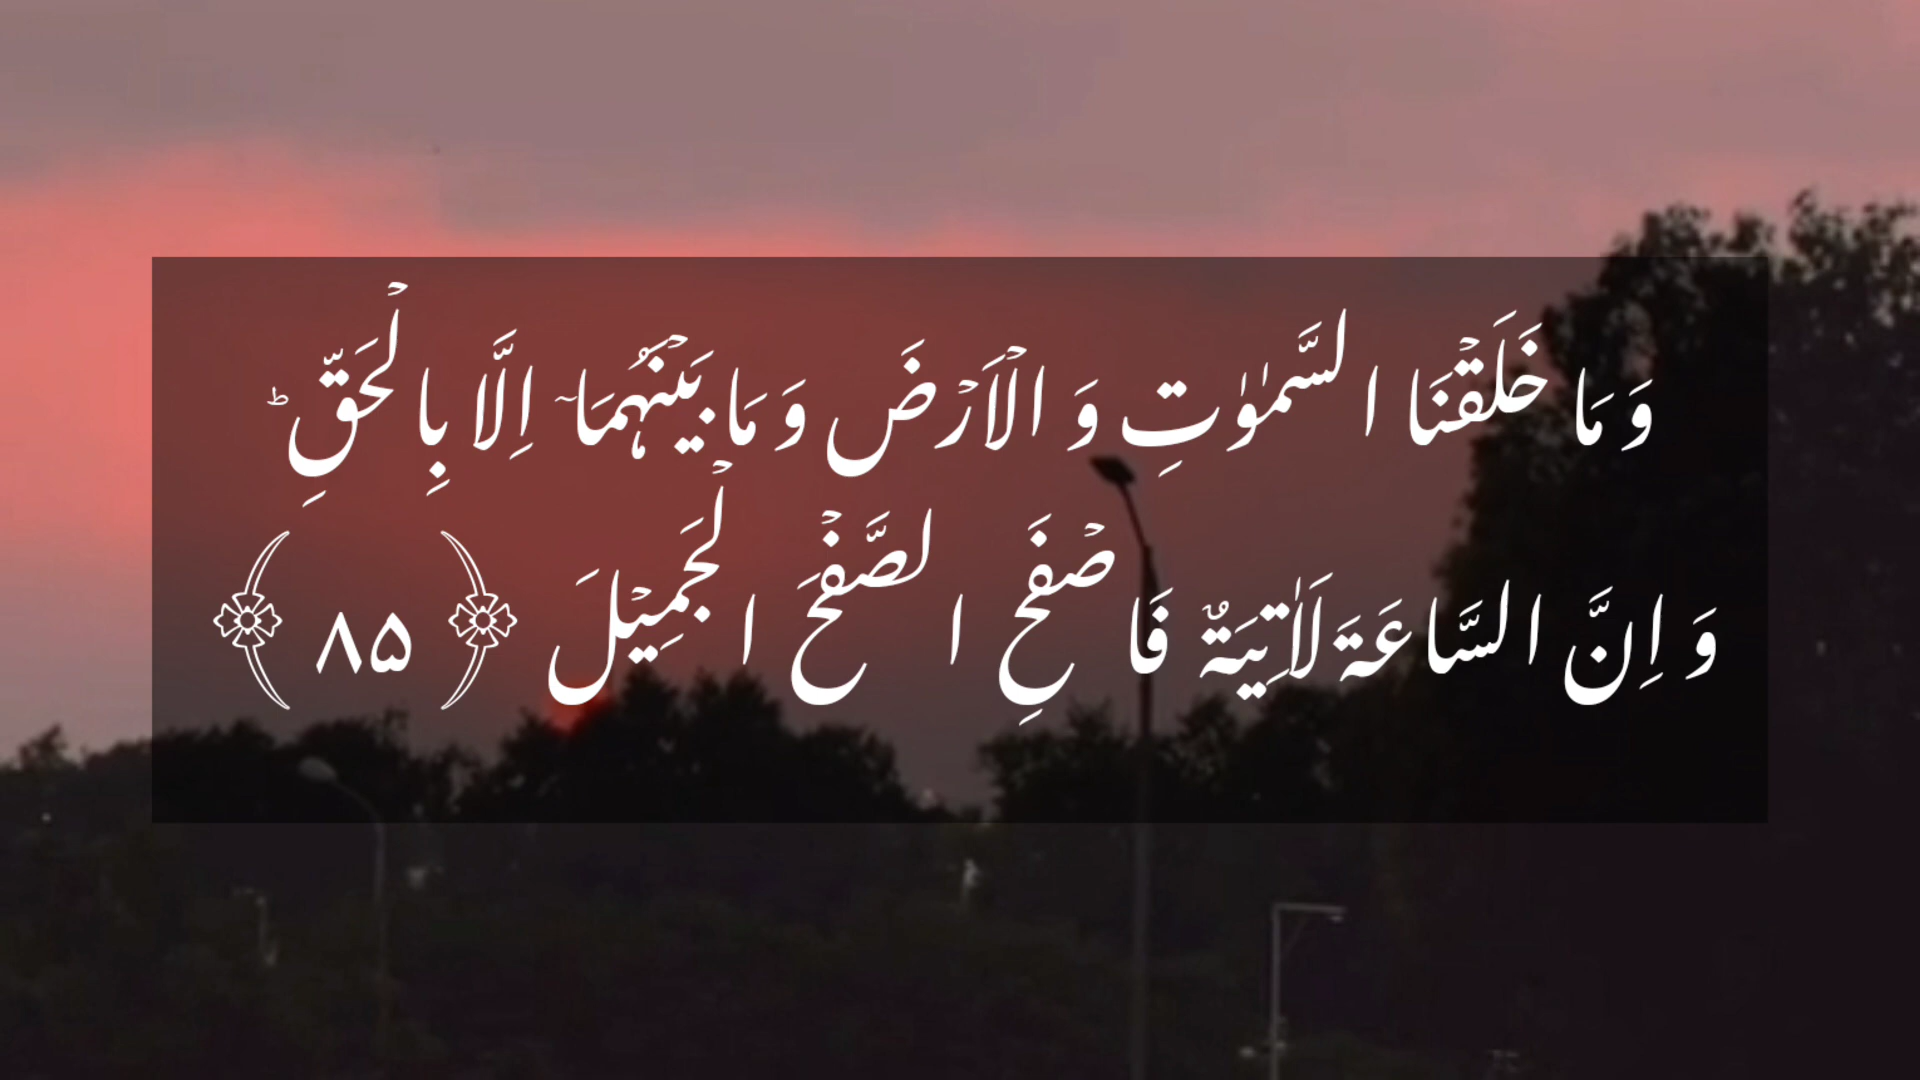 وَ مَا خَلَقۡنَا السَّمٰوٰتِ وَ الۡاَرۡضَ وَ مَا بَیۡنَہُمَاۤ اِلَّا بِالۡحَقِّ ؕ
وَ اِنَّ السَّاعَۃَ لَاٰتِیَۃٌ فَاصۡفَحِ الصَّفۡحَ الۡجَمِیۡلَ ﴿۸۵﴾